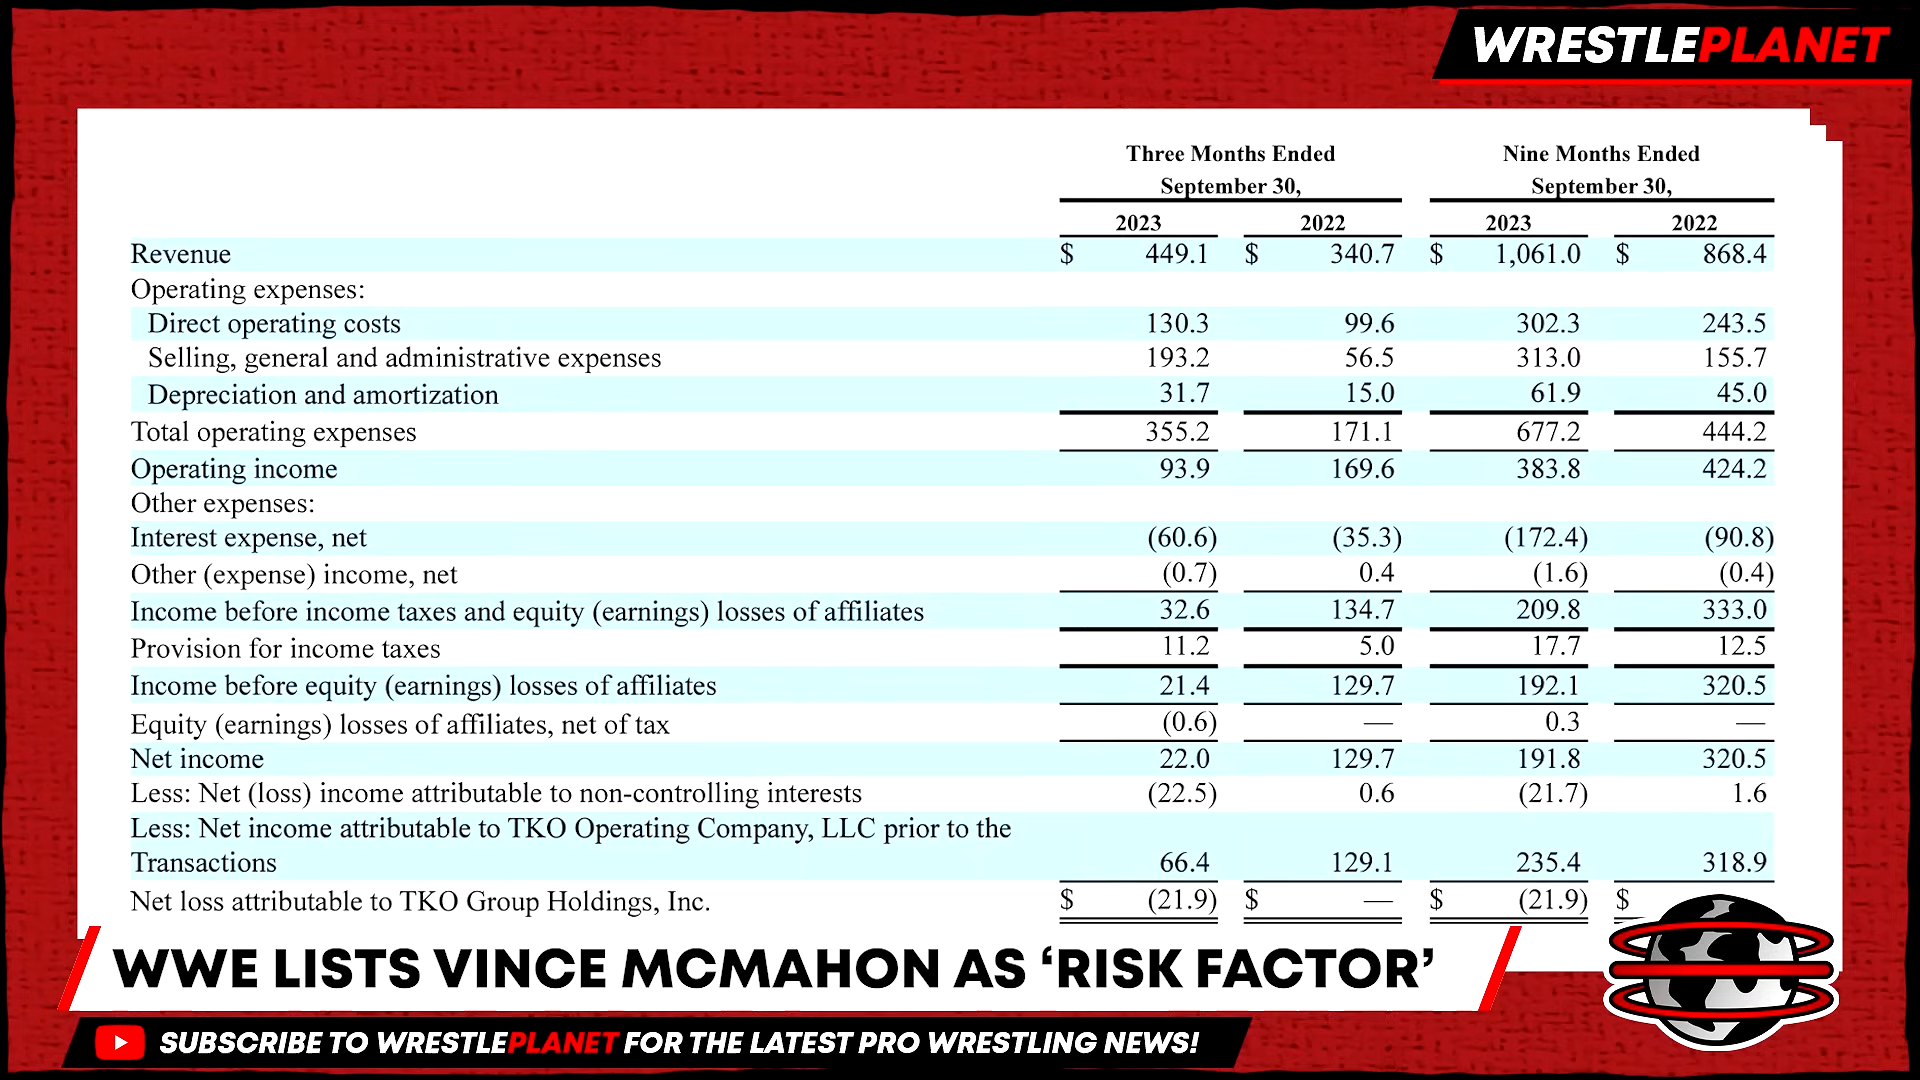 WRESTLEPLANET
Three Months Ended Nine Months Ended
September 30, September 30,
2023 2022 2023 2022
Revenue $ 449.1 $ 340.7 $ 1,061.0 $ 868.4
Operating expenses:
Direct operating costs 130.3 99.6 302.3 243.5
Selling, general and administrative expenses 193.2 56.5 313.0 155.7
Depreciation and amortization 31.7 15.0 61.9 45.0
Total operating expenses 355.2 171.1 677.2 444.2
Operating income 93.9 169.6 383.8 424.2
Other expenses:
Interest expense, net (60.6) (35.3) (172.4) (90.8)
Other (expense) income, net (0.7) 0.4 (1.6) (0.4)
Income before income taxes and equity (earnings) losses of affiliates 32.6 134.7 209.8 333.0
Provision for income taxes 11.2 5.0 17.7 12.5
Income before equity (earnings) losses of affiliates 21.4 129.7 192.1 320.5
Equity (earnings) losses of affiliates, net of tax (0.6) — 0.3 —
Net income 22.0 129.7 191.8 320.5
Less: Net (loss) income attributable to non-controlling interests (22.5) 0.6 (21.7) 1.6
Less: Net income attributable to TKO Operating Company, LLC prior to the
Transactions 66.4 129.1 235.4 318.9
Net loss attributable to TKO Group Holdings, Inc. $ (21.9) $ — $ (21.9) $
WWE LISTS VINCE MCMAHON AS ‘RISK FACTOR’
SUBSCRIBE TO WRESTLEPLANET FOR THE LATEST PRO WRESTLING NEWS!